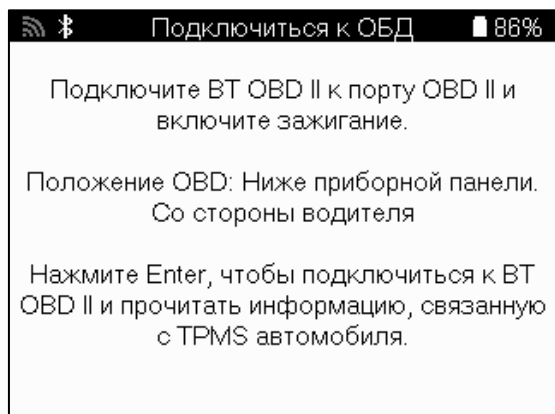 Подключиться к ОБД 86%
Подключите BT OBD II к порту OBD II и
включите зажигание.
Положение OBD: Ниже приборной панели.
Со стороны водителя
Нажмите Enter, чтобы подключиться к BT
OBD II и прочитать информацию, связанную
с TPMS автомобиля.